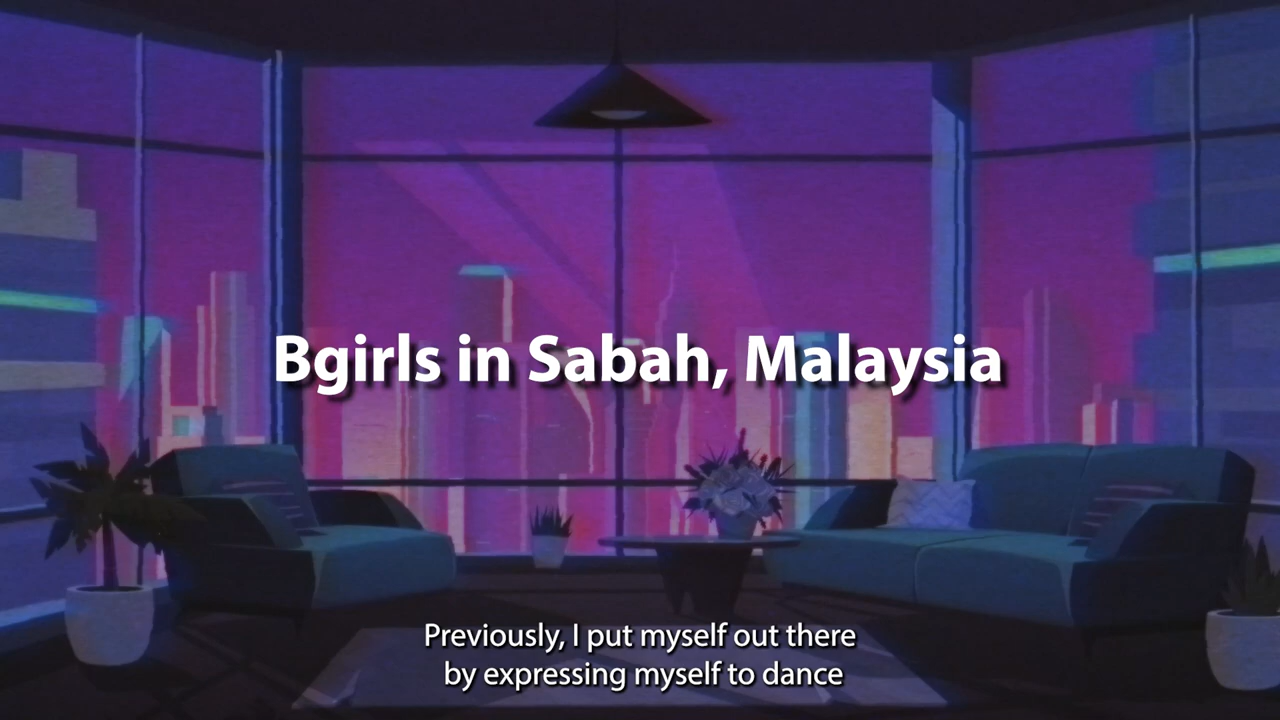 Bgirls in Sabah, Malaysia
Previously, I put myself out there
by expressing myself to dance